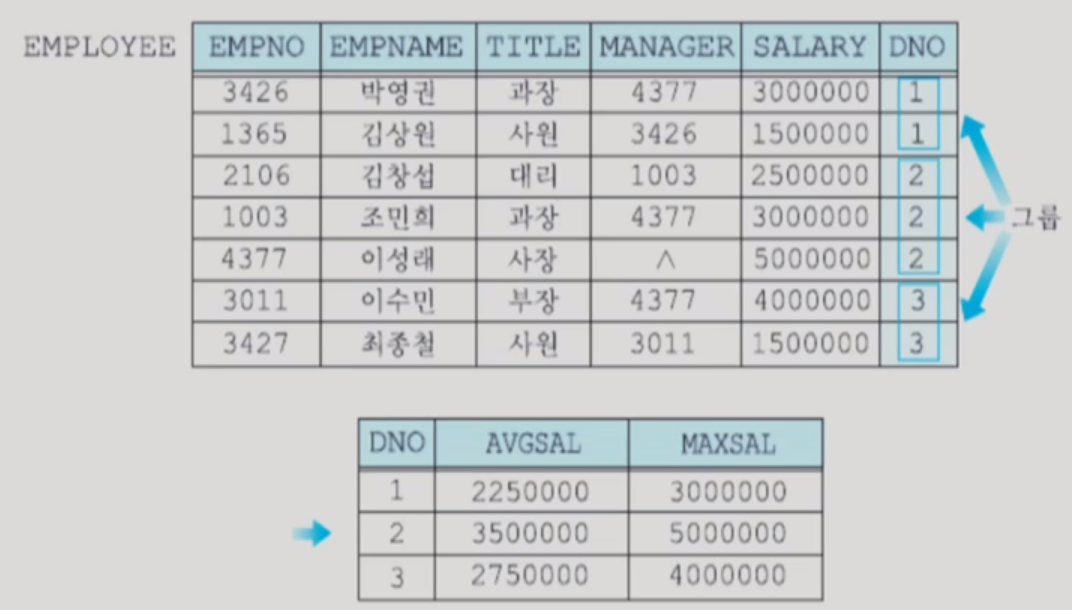 EMPLOYEE EMPNO EMPNAME TITLE MANAGER SALARY DNO
3426 박영권 과장 4377 3000000 1
1365 김상원 사원 3426 1500000 1
2106 김창섭 대리 1003 2500000 2
1003 조민희 과장 4377 3000000 2
그룹
4377 이성래 사장 ∧ 5000000 2
3011 이수민 부장 4377 4000000 3
3427 최종철 사원 3011 1500000 3
DNO AVGSAL MAXSAL
1 2250000 3000000
2 3500000 5000000
3 2750000 4000000